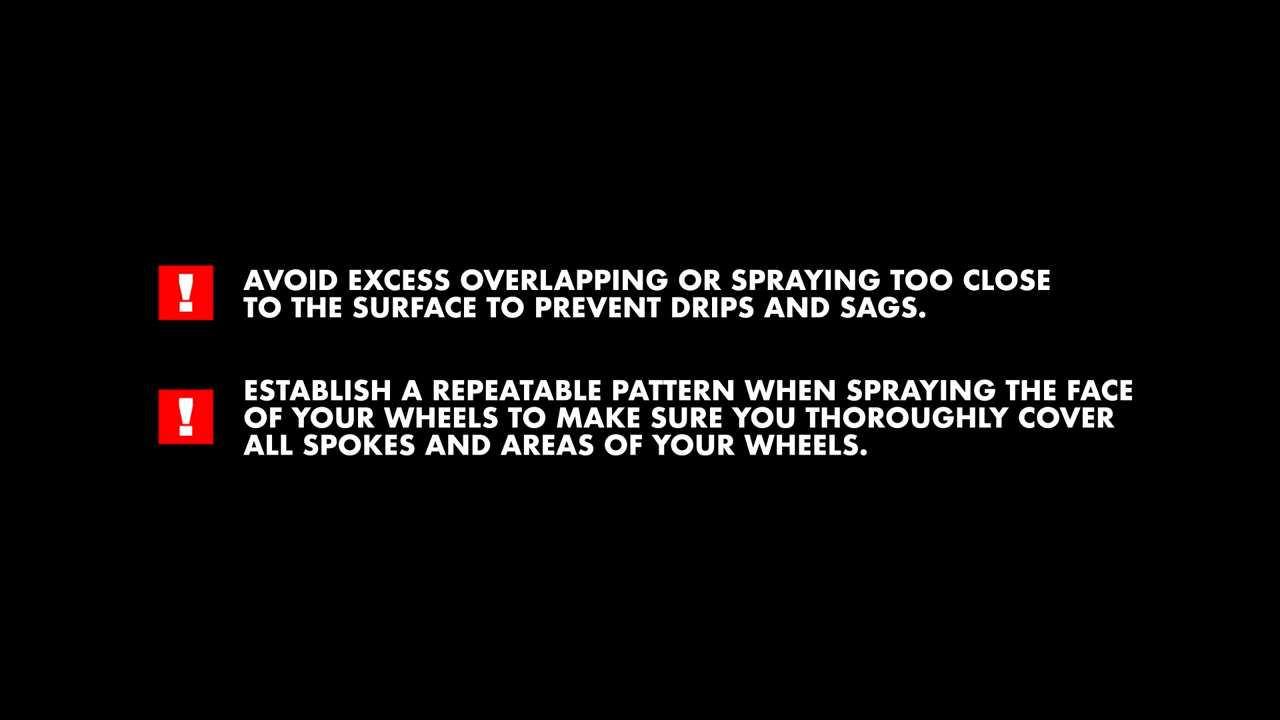 ! AVOID EXCESS OVERLAPPING OR SPRAYING TOO CLOSE
TO THE SURFACE TO PREVENT DRIPS AND SAGS.
! ESTABLISH A REPEATABLE PATTERN WHEN SPRAYING THE FACE
OF YOUR WHEELS TO MAKE SURE YOU THOROUGHLY COVER
ALL SPOKES AND AREAS OF YOUR WHEELS.